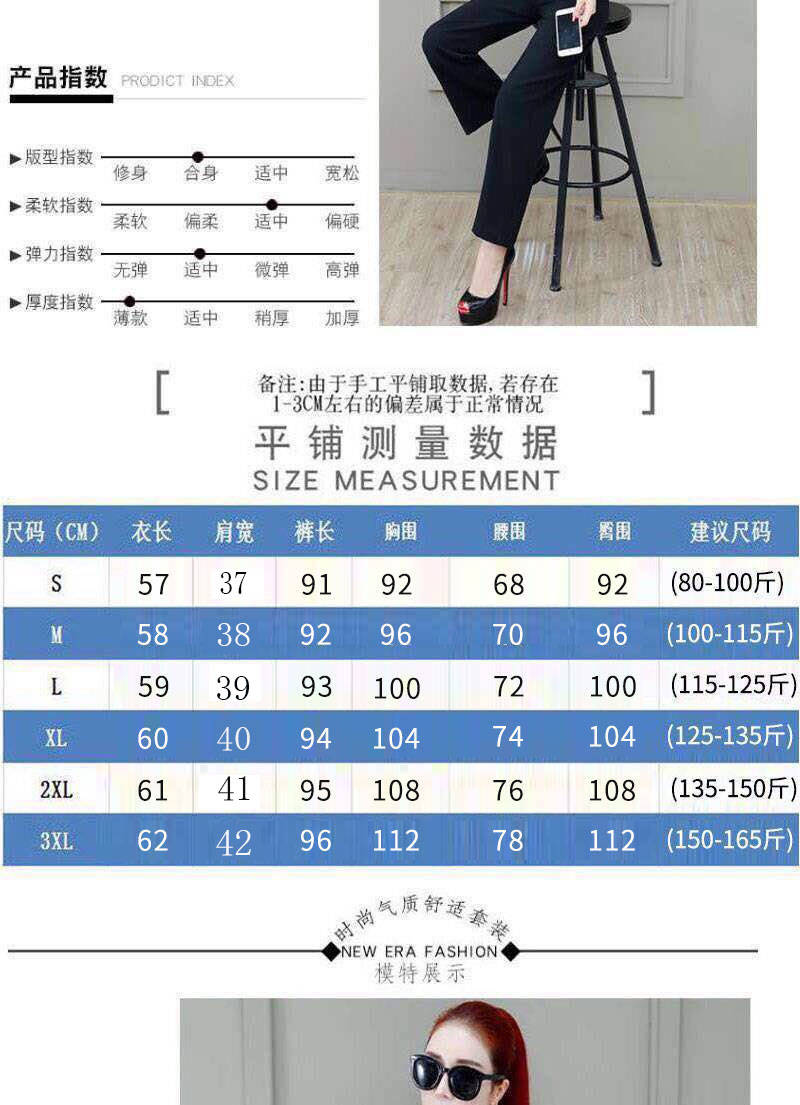 产品指数 PRODICT INDEX
▶版型指数
修身 合身 适中 宽松
▶柔软指数
柔软 偏柔 适中 偏硬
▶弹力指数
无弹 适中 微弹 高弹
▶厚度指数
薄款 适中 稍厚 加厚
备注:由于手工平铺取数据,若存在
1-3CM左右的偏差属于正常情况
平铺测量数据
SIZE MEASUREMENT
尺码(CM) 衣长 肩宽 裤长 胸围 腰围 臀围 建议尺码
S 57 37 91 92 68 92 (80-100斤)
M 58 38 92 96 70 96 (100-115斤)
L 59 39 93 100 72 100 (115-125斤)
XL 60 40 94 104 74 104 (125-135斤)
2XL 61 41 95 108 76 108 (135-150斤)
3XL 62 42 96 112 78 112 (150-165斤)
时尚气质舒适套装
NEW ERA FASHION
模特展示